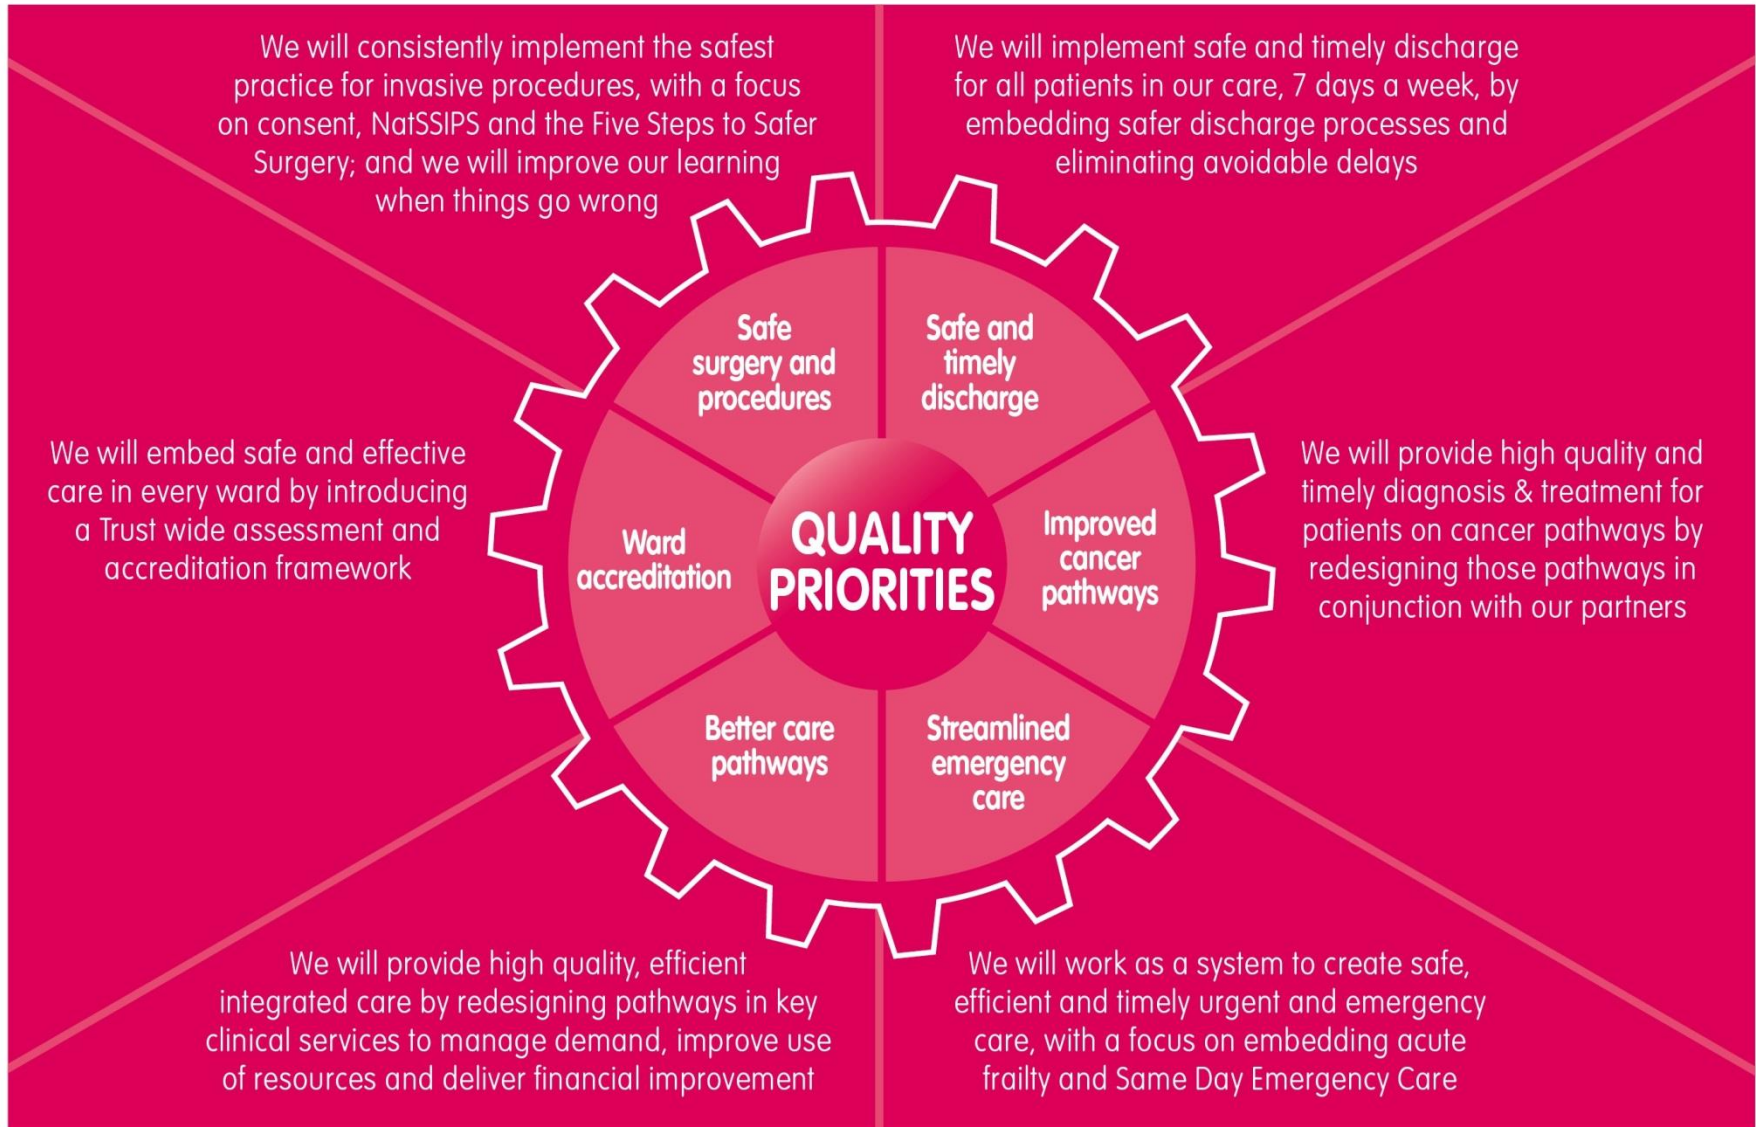 We will consistently implement the safest
practice for invasive procedures, with a focus
on consent, NatSSIPS and the Five Steps to Safer
Surgery; and we will improve our learning
when things go wrong
We will implement safe and timely discharge
for all patients in our care, 7 days a week, by
embedding safer discharge processes and
eliminating avoidable delays
Safe
surgery and
procedures
Safe and
timely
discharge
We will embed safe and effective
care in every ward by introducing
a Trust wide assessment and
accreditation framework
Ward
accreditation
QUALITY
PRIORITIES
Improved
cancer
pathways
We will provide high quality and
timely diagnosis & treatment for
patients on cancer pathways by
redesigning those pathways in
conjunction with our partners
Better care
pathways
Streamlined
emergency
care
We will provide high quality, efficient
integrated care by redesigning pathways in key
clinical services to manage demand, improve use
of resources and deliver financial improvement
We will work as a system to create safe,
efficient and timely urgent and emergency
care, with a focus on embedding acute
frailty and Same Day Emergency Care